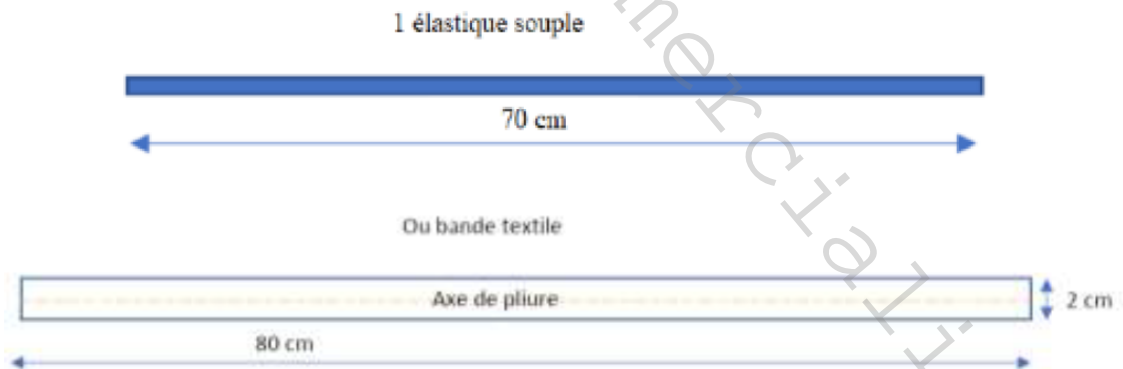 1 élastique souple
70 cm
Ou bande textile
Axe de pliure
2 cm
80 cm